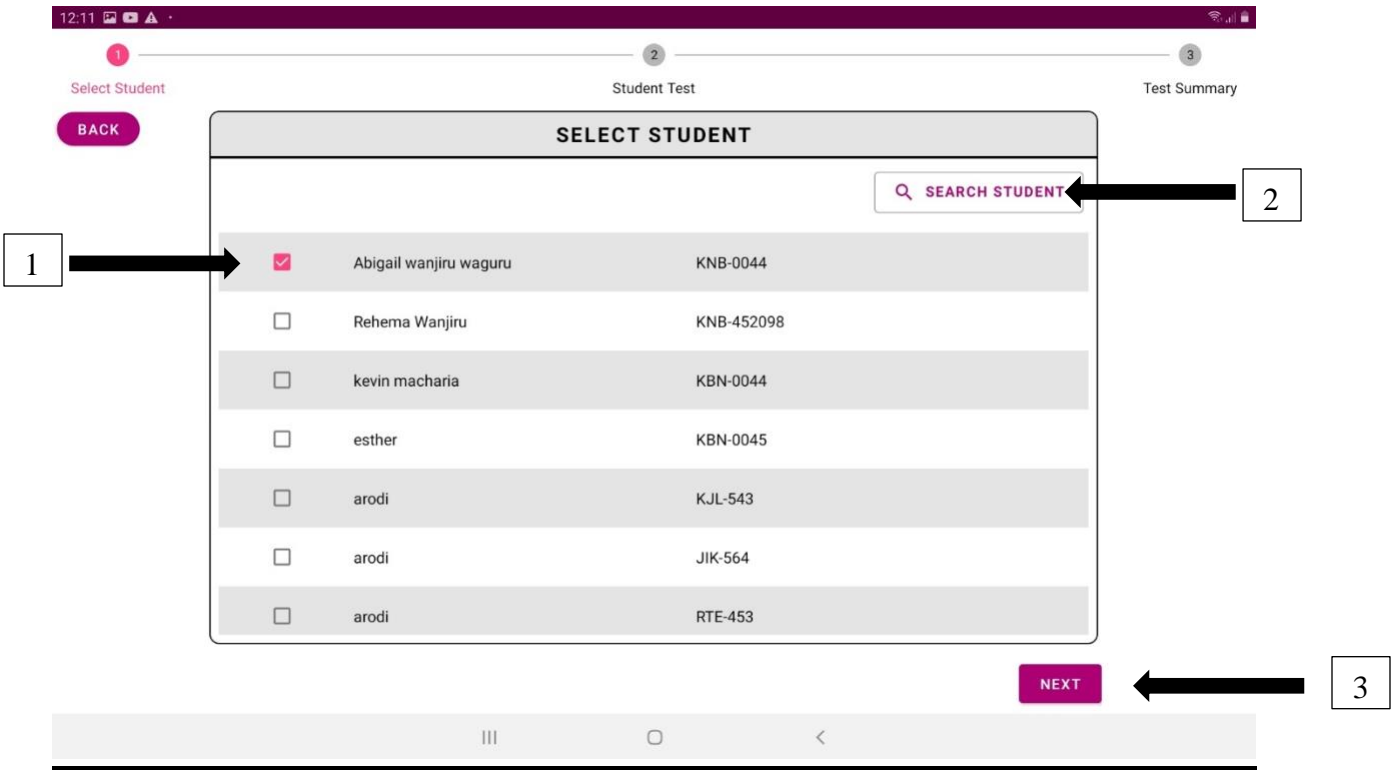 12:11
1 2 3
Select Student Student Test Test Summary
BACK
SELECT STUDENT
SEARCH STUDENT
2
1
Abigail wanjiru waguru KNB-0044
Rehema Wanjiru KNB-452098
kevin macharia KBN-0044
esther KBN-0045
arodi KJL-543
arodi JIK-564
arodi RTE-453
NEXT
3